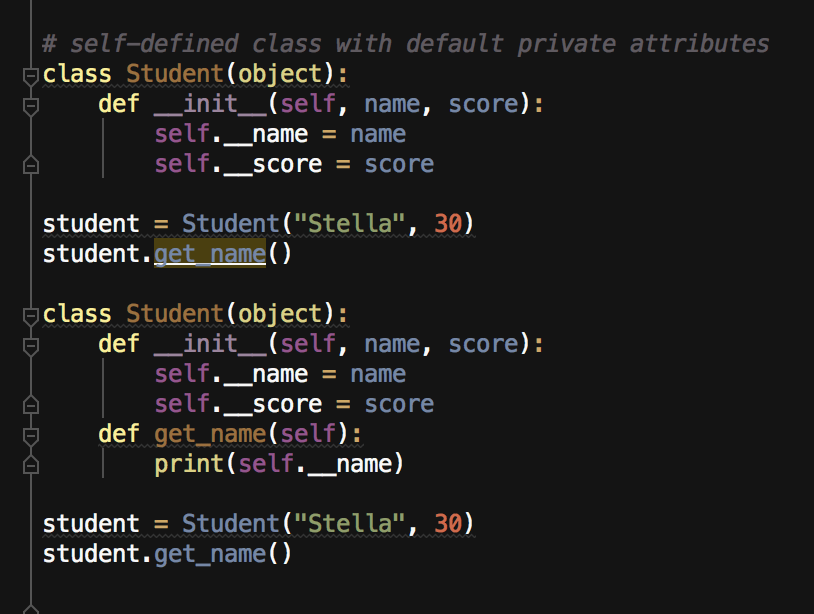 # self-defined class with default private attributes
class Student(object):
    def __init__(self, name, score):
        self.__name = name
        self.__score = score
student = Student("Stella", 30)
student.get_name()
class Student(object):
    def __init__(self, name, score):
        self.__name = name
        self.__score = score
    def get_name(self):
        print(self.__name)
student = Student("Stella", 30)
student.get_name()